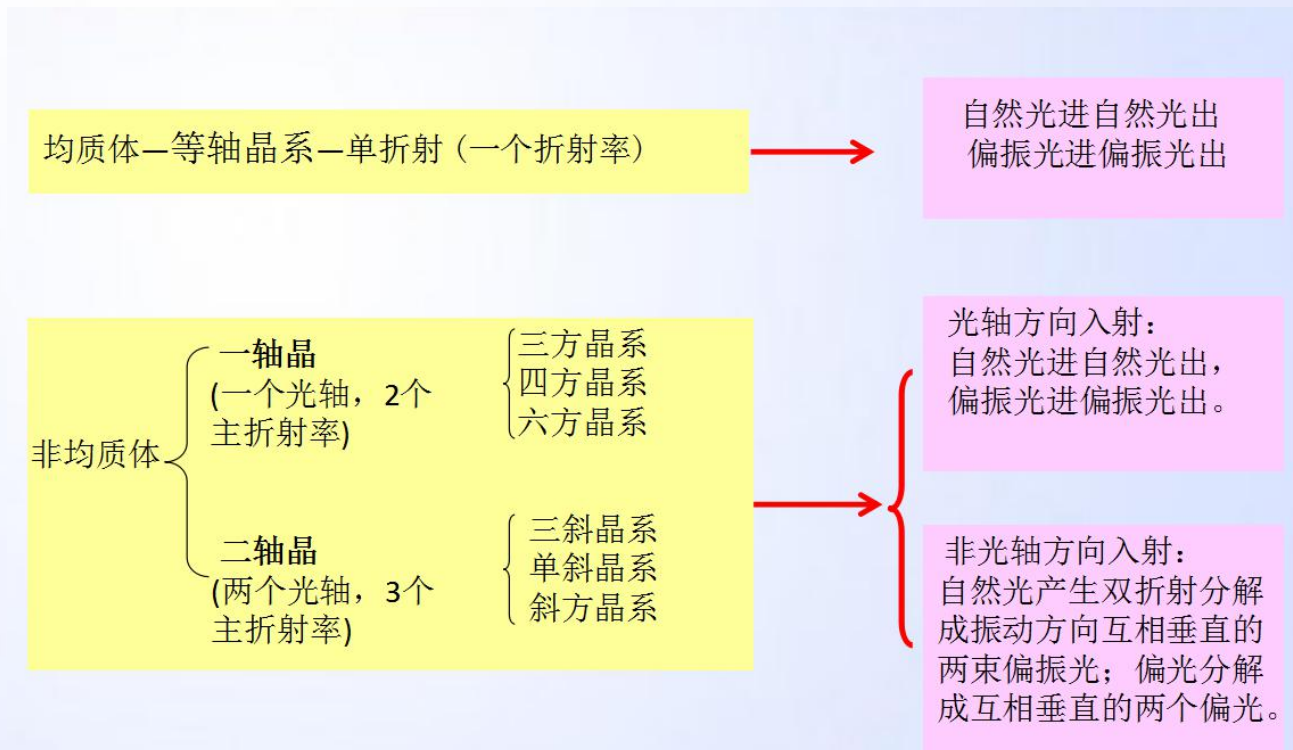 均质体—等轴晶系—单折射(一个折射率)
自然光进自然光出
偏振光进偏振光出
非均质体
一轴晶
(一个光轴，2个
主折射率)
三方晶系
四方晶系
六方晶系
二轴晶
(两个光轴，3个
主折射率)
三斜晶系
单斜晶系
斜方晶系
光轴方向入射：
自然光进自然光出，
偏振光进偏振光出。
非光轴方向入射：
自然光产生双折射分解
成振动方向互相垂直的
两束偏振光；偏光分解
成互相垂直的两个偏光。